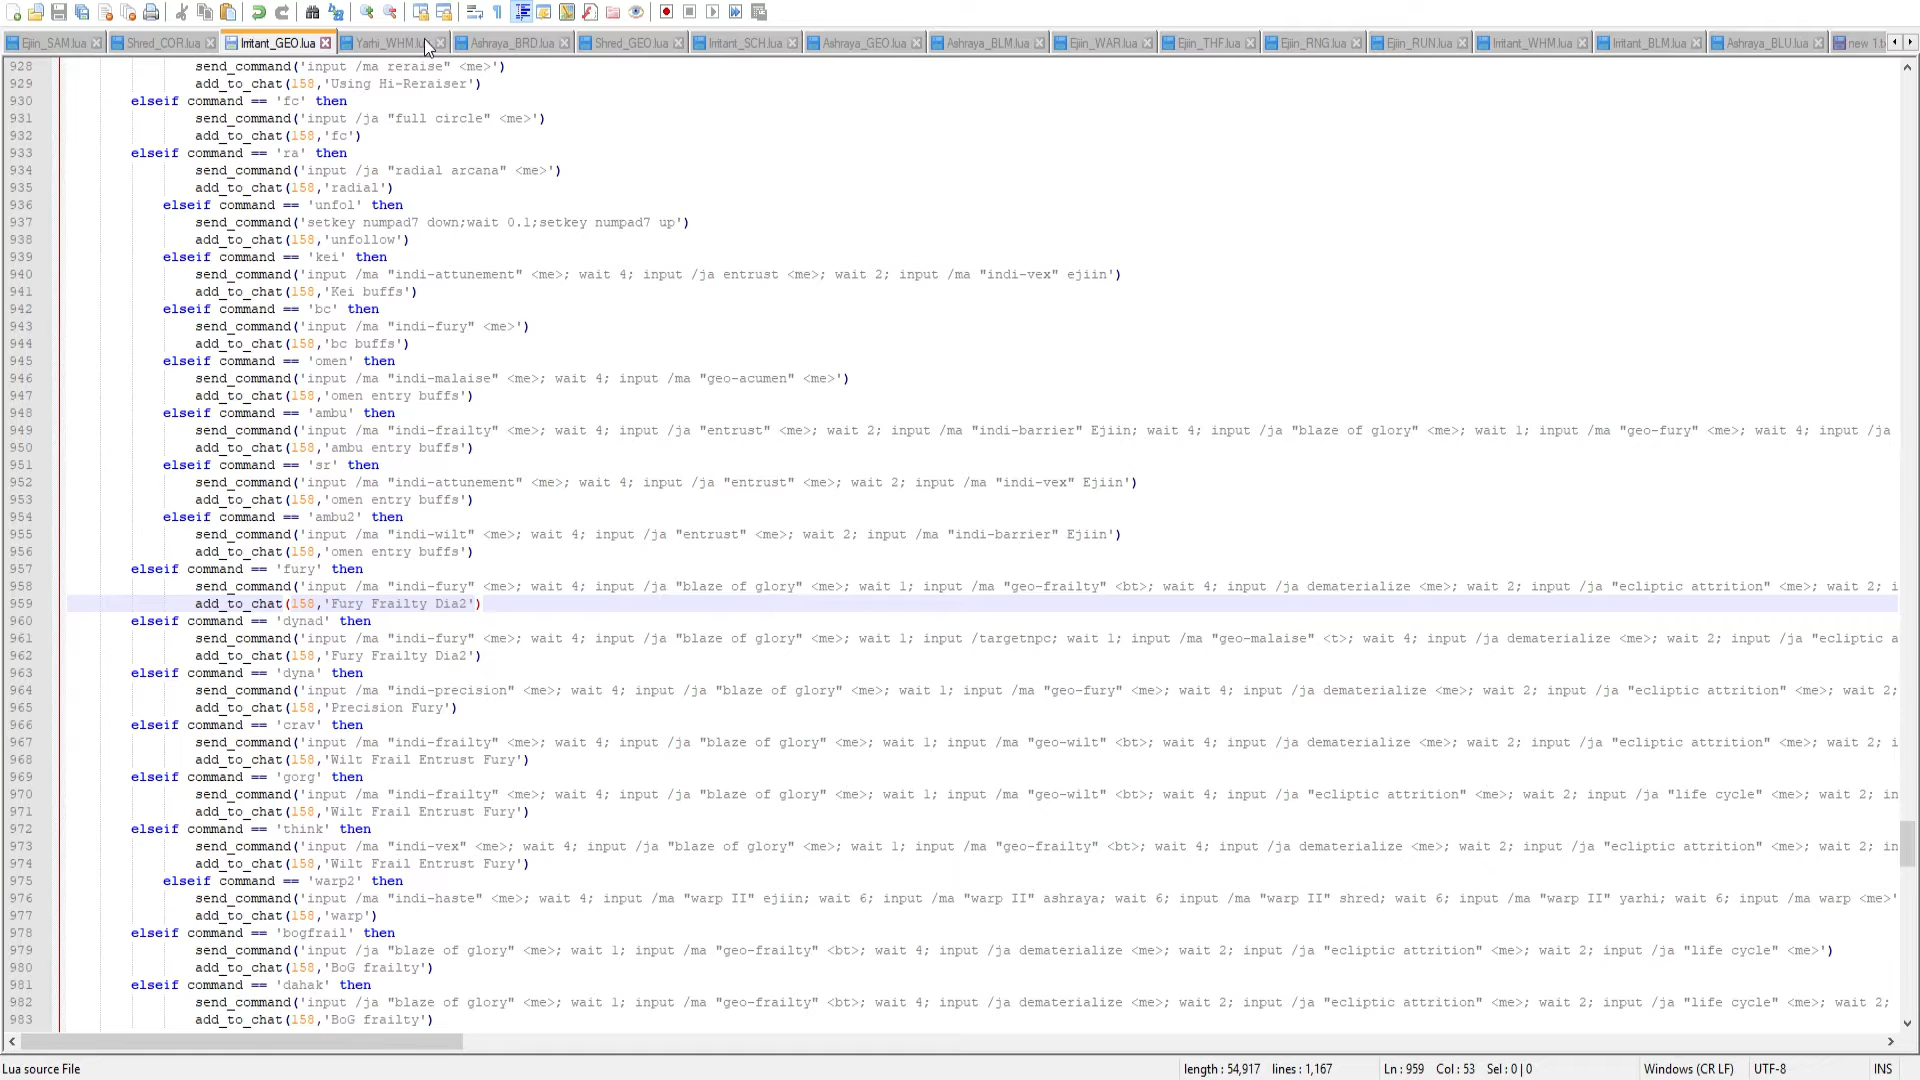 Ejiin_SAM.lua Shred_COR.lua Irritant_GEO.lua Yarhi_WHM.lu Ashraya_BRD.lua Shred_GEO.lua Irritant_SCH.lua Ashraya_GEO.lua Ashraya_BLM.lua Ejiin_WAR.lua Ejiin_THF.lua Ejiin_RNG.lua Ejiin_RUN.lua Irritant_WHM.lua Irritant_BLM.lua Ashraya_BLU.lua new 1.t
928 send_command('input /ma reraise" <me>')
929 add_to_chat(158,'Using Hi-Reraiser')
930 elseif command == 'fc' then
931 send_command('input /ja "full circle" <me>')
932 add_to_chat(158,'fc')
933 elseif command == 'ra' then
934 send_command('input /ja "radial arcana" <me>')
935 add_to_chat(158,'radial')
936 elseif command == 'unfol' then
937 send_command('setkey numpad7 down;wait 0.1;setkey numpad7 up')
938 add_to_chat(158,'unfollow')
939 elseif command == 'kei' then
940 send_command('input /ma "indi-attunement" <me>; wait 4; input /ja entrust <me>; wait 2; input /ma "indi-vex" ejiin')
941 add_to_chat(158,'Kei buffs')
942 elseif command == 'bc' then
943 send_command('input /ma "indi-fury" <me>')
944 add_to_chat(158,'bc buffs')
945 elseif command == 'omen' then
946 send_command('input /ma "indi-malaise" <me>; wait 4; input /ma "geo-acumen" <me>')
947 add_to_chat(158,'omen entry buffs')
948 elseif command == 'ambu' then
949 send_command('input /ma "indi-frailty" <me>; wait 4; input /ja "entrust" <me>; wait 2; input /ma "indi-barrier" Ejiin; wait 4; input /ja "blaze of glory" <me>; wait 1; input /ma "geo-fury" <me>; wait 4; input /ja
950 add_to_chat(158,'ambu entry buffs')
951 elseif command == 'sr' then
952 send_command('input /ma "indi-attunement" <me>; wait 4; input /ja "entrust" <me>; wait 2; input /ma "indi-vex" Ejiin')
953 add_to_chat(158,'omen entry buffs')
954 elseif command == 'ambu2' then
955 send_command('input /ma "indi-wilt" <me>; wait 4; input /ja "entrust" <me>; wait 2; input /ma "indi-barrier" Ejiin')
956 add_to_chat(158,'omen entry buffs')
957 elseif command == 'fury' then
958 send_command('input /ma "indi-fury" <me>; wait 4; input /ja "blaze of glory" <me>; wait 1; input /ma "geo-frailty" <bt>; wait 4; input /ja dematerialize <me>; wait 2; input /ja "ecliptic attrition" <me>; wait 2; i
959 add_to_chat(158,'Fury Frailty Dia2')
960 elseif command == 'dynad' then
961 send_command('input /ma "indi-fury" <me>; wait 4; input /ja "blaze of glory" <me>; wait 1; input /targetnpc; wait 1; input /ma "geo-malaise" <t>; wait 4; input /ja dematerialize <me>; wait 2; input /ja "ecliptic a
962 add_to_chat(158,'Fury Frailty Dia2')
963 elseif command == 'dyna' then
964 send_command('input /ma "indi-precision" <me>; wait 4; input /ja "blaze of glory" <me>; wait 1; input /ma "geo-fury" <me>; wait 4; input /ja dematerialize <me>; wait 2; input /ja "ecliptic attrition" <me>; wait 2;
965 add_to_chat(158,'Precision Fury')
966 elseif command == 'crav' then
967 send_command('input /ma "indi-frailty" <me>; wait 4; input /ja "blaze of glory" <me>; wait 1; input /ma "geo-wilt" <bt>; wait 4; input /ja dematerialize <me>; wait 2; input /ja "ecliptic attrition" <me>; wait 2; i
968 add_to_chat(158,'Wilt Frail Entrust Fury')
969 elseif command == 'gorg' then
970 send_command('input /ma "indi-frailty" <me>; wait 4; input /ja "blaze of glory" <me>; wait 1; input /ma "geo-wilt" <bt>; wait 4; input /ja "ecliptic attrition" <me>; wait 2; input /ja "life cycle" <me>; wait 2; in
971 add_to_chat(158,'Wilt Frail Entrust Fury')
972 elseif command == 'think' then
973 send_command('input /ma "indi-vex" <me>; wait 4; input /ja "blaze of glory" <me>; wait 1; input /ma "geo-frailty" <bt>; wait 4; input /ja dematerialize <me>; wait 2; input /ja "ecliptic attrition" <me>; wait 2; in
974 add_to_chat(158,'Wilt Frail Entrust Fury')
975 elseif command == 'warp2' then
976 send_command('input /ma "indi-haste" <me>; wait 4; input /ma "warp II" ejiin; wait 6; input /ma "warp II" ashraya; wait 6; input /ma "warp II" shred; wait 6; input /ma "warp II" yarhi; wait 6; input /ma warp <me>'
977 add_to_chat(158,'warp')
978 elseif command == 'bogfrail' then
979 send_command('input /ja "blaze of glory" <me>; wait 1; input /ma "geo-frailty" <bt>; wait 4; input /ja dematerialize <me>; wait 2; input /ja "ecliptic attrition" <me>; wait 2; input /ja "life cycle" <me>')
980 add_to_chat(158,'BoG frailty')
981 elseif command == 'dahak' then
982 send_command('input /ja "blaze of glory" <me>; wait 1; input /ma "geo-frailty" <bt>; wait 4; input /ja dematerialize <me>; wait 2; input /ja "ecliptic attrition" <me>; wait 2; input /ja "life cycle" <me>; wait 2;
983 add_to_chat(158,'BoG frailty')
Lua source File length : 54,917 lines : 1,167 Ln : 959 Col : 53 Sel : 0 | 0 Windows (CR LF) UTF-8 INS